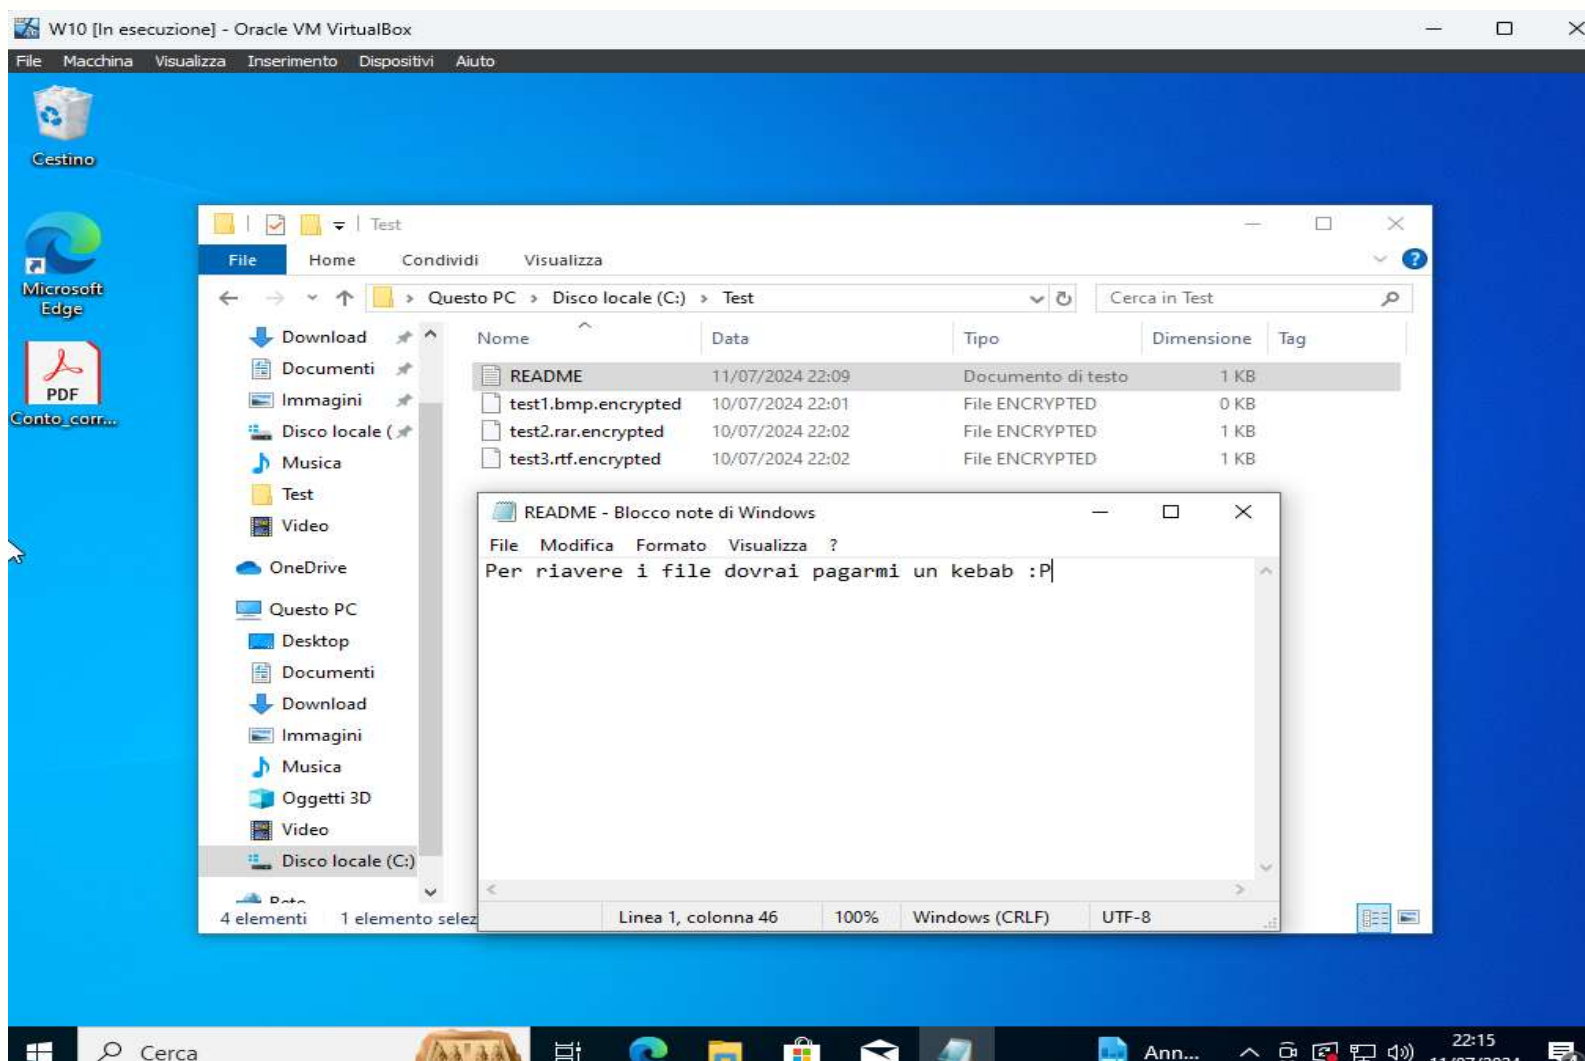 W10 [In esecuzione] - Oracle VM VirtualBox
File Macchina Visualizza Inserimento Dispositivi Aiuto
Cestino
Microsoft
Edge
PDF
Conto_corr...
Test
File Home Condividi Visualizza
Questo PC > Disco locale (C:) > Test
Cerca in Test
Nome Data Tipo Dimensione Tag
README 11/07/2024 22:09 Documento di testo 1 KB
test1.bmp.encrypted 10/07/2024 22:01 File ENCRYPTED 0 KB
test2.rar.encrypted 10/07/2024 22:02 File ENCRYPTED 1 KB
test3.rtf.encrypted 10/07/2024 22:02 File ENCRYPTED 1 KB
Download
Documenti
Immagini
Disco locale (
Musica
Test
Video
OneDrive
Questo PC
Desktop
Documenti
Download
Immagini
Musica
Oggetti 3D
Video
Disco locale (C:)
Rete
4 elementi 1 elemento selez
README - Blocco note di Windows
File Modifica Formato Visualizza ?
Per riavere i file dovrai pagarmi un kebab :P
Linea 1, colonna 46 100% Windows (CRLF) UTF-8
Cerca
Ann...
22:15
11/07/2024